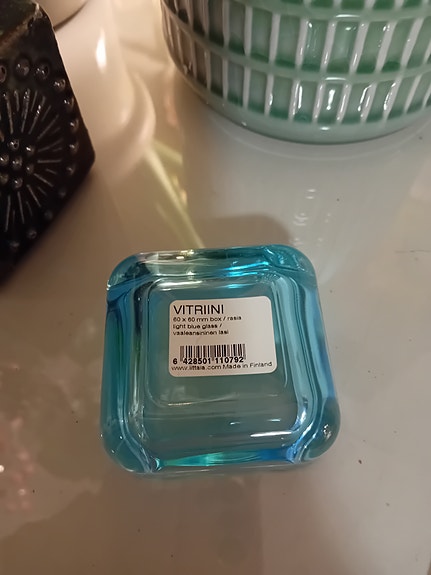 VITRIINI
60 x 60 mm box / rasia
light blue glass /
vaaleansininen lasi
6 428501 110792
www.iittala.com Made in Finland